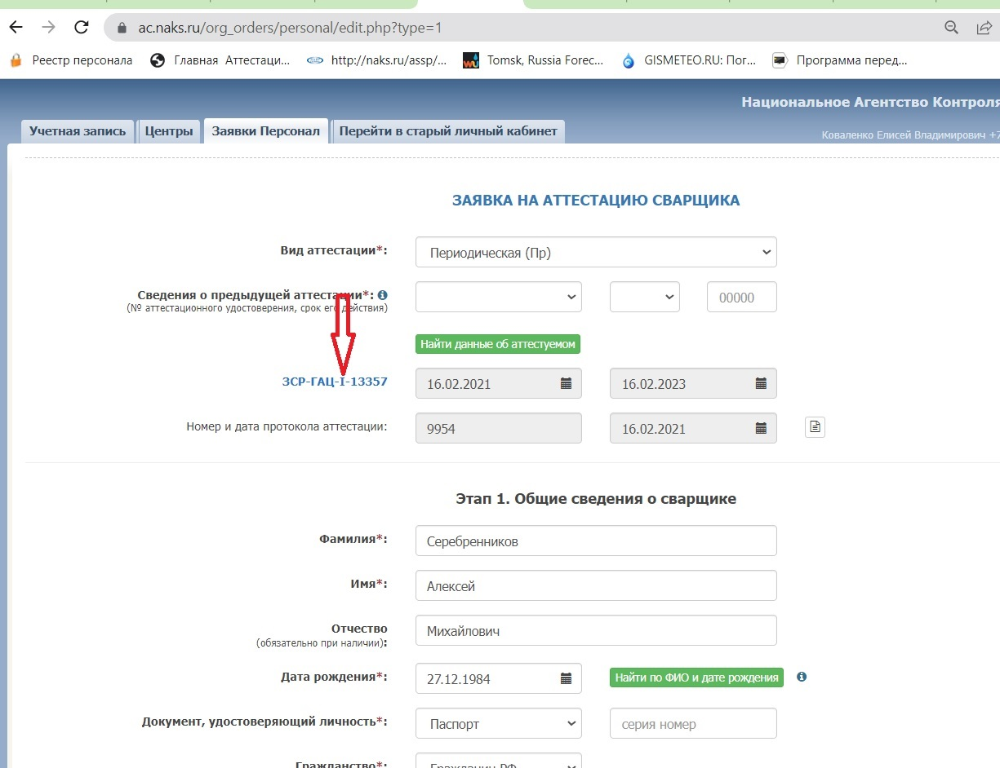 ac.naks.ru/org_orders/personal/edit.php?type=1
Реестр персонала Главная Аттестаци... http://naks.ru/assp/... Tomsk, Russia Forec... GISMETEO.RU: Пог... Программа перед...
Национальное Агентство Контроля
Учетная запись Центры Заявки Персонал Перейти в старый личный кабинет
Коваленко Елисей Владимирович +7
ЗАЯВКА НА АТТЕСТАЦИЮ СВАРЩИКА
Вид аттестации*: Периодическая (Пр)
Сведения о предыдущей аттестации*:
(№ аттестационного удостоверения, срок его действия)
00000
Найти данные об аттестуемом
ЗСР-ГАЦ-I-13357 16.02.2021 16.02.2023
Номер и дата протокола аттестации: 9954 16.02.2021
Этап 1. Общие сведения о сварщике
Фамилия*: Серебренников
Имя*: Алексей
Отчество
(обязательно при наличии): Михайлович
Дата рождения*: 27.12.1984 Найти по ФИО и дате рождения
Документ, удостоверяющий личность*: Паспорт серия номер
Гражданство*: Гражданин РФ